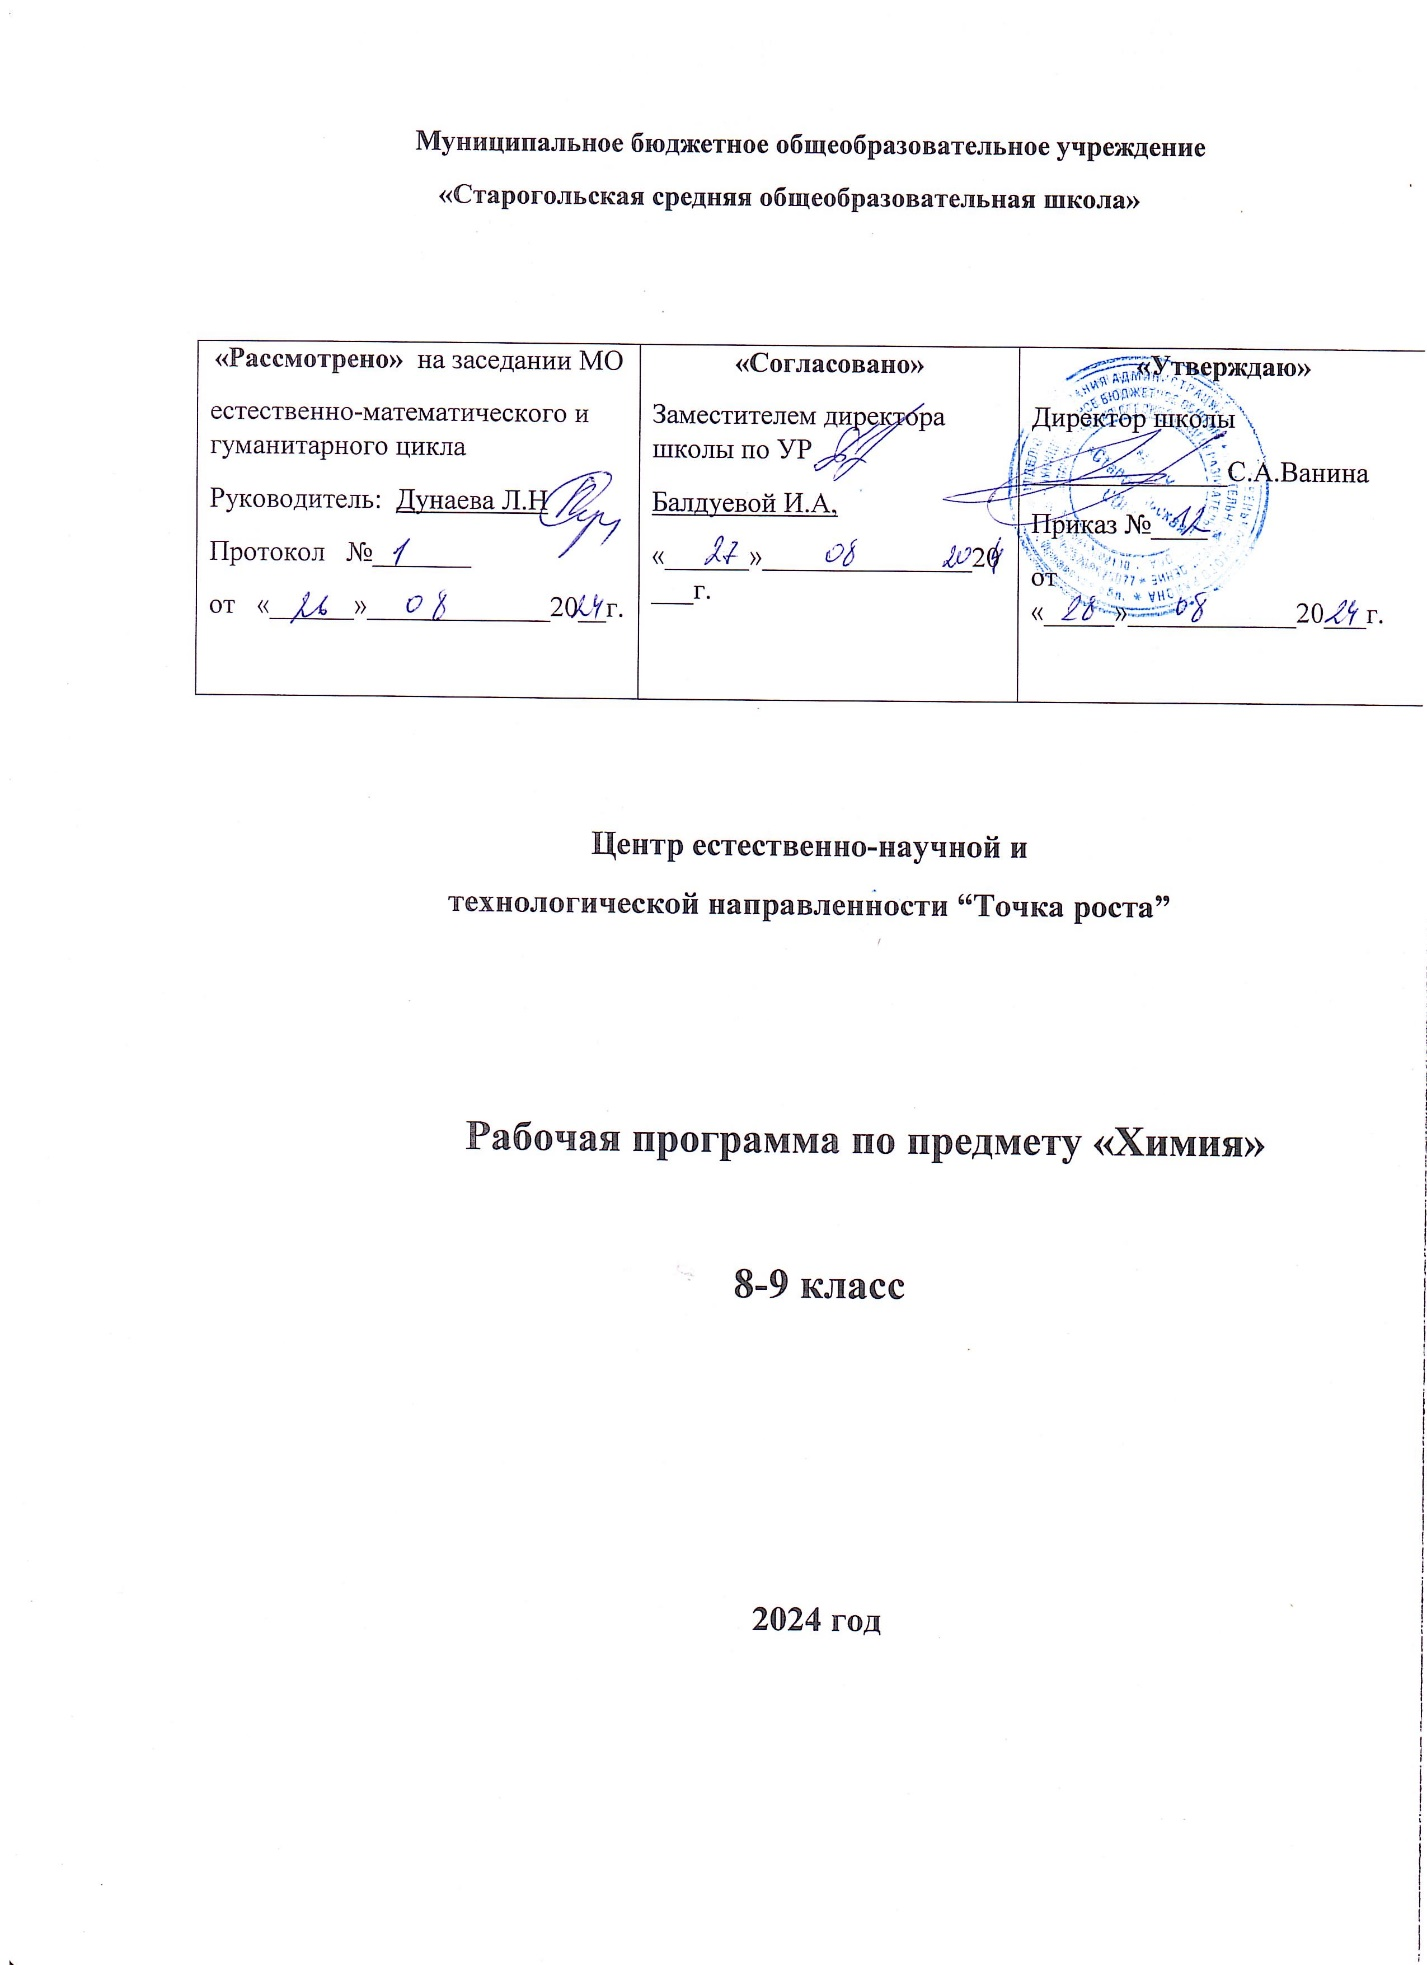 Муниципальное бюджетное общеобразовательное учреждение
«Старогольская средняя общеобразовательная школа»
«Рассмотрено» на заседании МО
естественно-математического и
гуманитарного цикла
Руководитель: Дунаева Л.Н
Протокол №1
от «26» 08 2024г.
«Согласовано»
Заместителем директора
школы по УР
Балдуевой И.А,
«27» 08 2024
___г.
«Утверждаю»
Директор школы
С.А.Ванина
Приказ №
от
«28» 08 2024г.
Центр естественно-научной и
технологической направленности “Точка роста”
Рабочая программа по предмету «Химия»
8-9 класс
2024 год